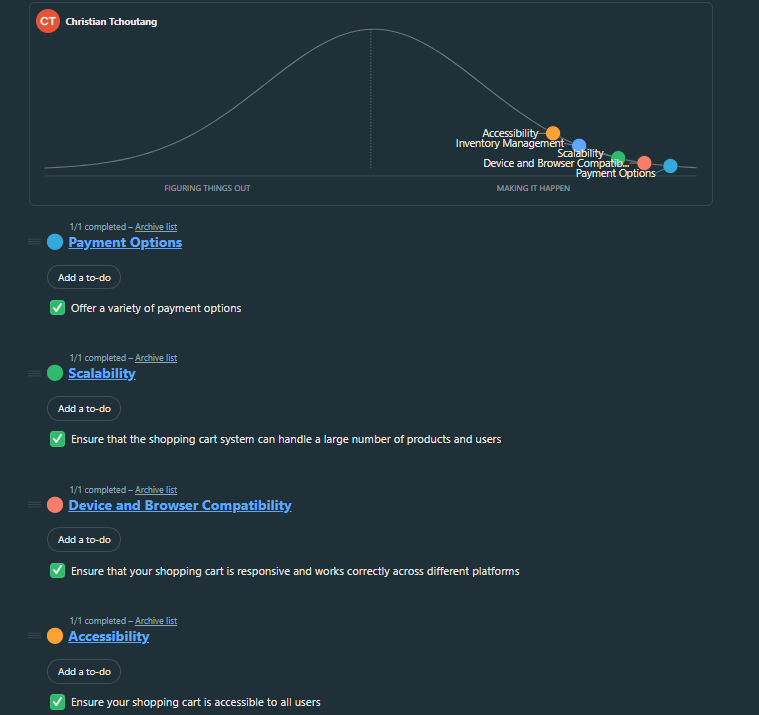 CT Christian Tchoutang
Accessibility
Inventory Management
Scalability
Device and Browser Compatib...
Payment Options
FIGURING THINGS OUT
MAKING IT HAPPEN
1/1 completed – Archive list
Payment Options
Add a to-do
Offer a variety of payment options
1/1 completed – Archive list
Scalability
Add a to-do
Ensure that the shopping cart system can handle a large number of products and users
1/1 completed – Archive list
Device and Browser Compatibility
Add a to-do
Ensure that your shopping cart is responsive and works correctly across different platforms
1/1 completed – Archive list
Accessibility
Add a to-do
Ensure your shopping cart is accessible to all users